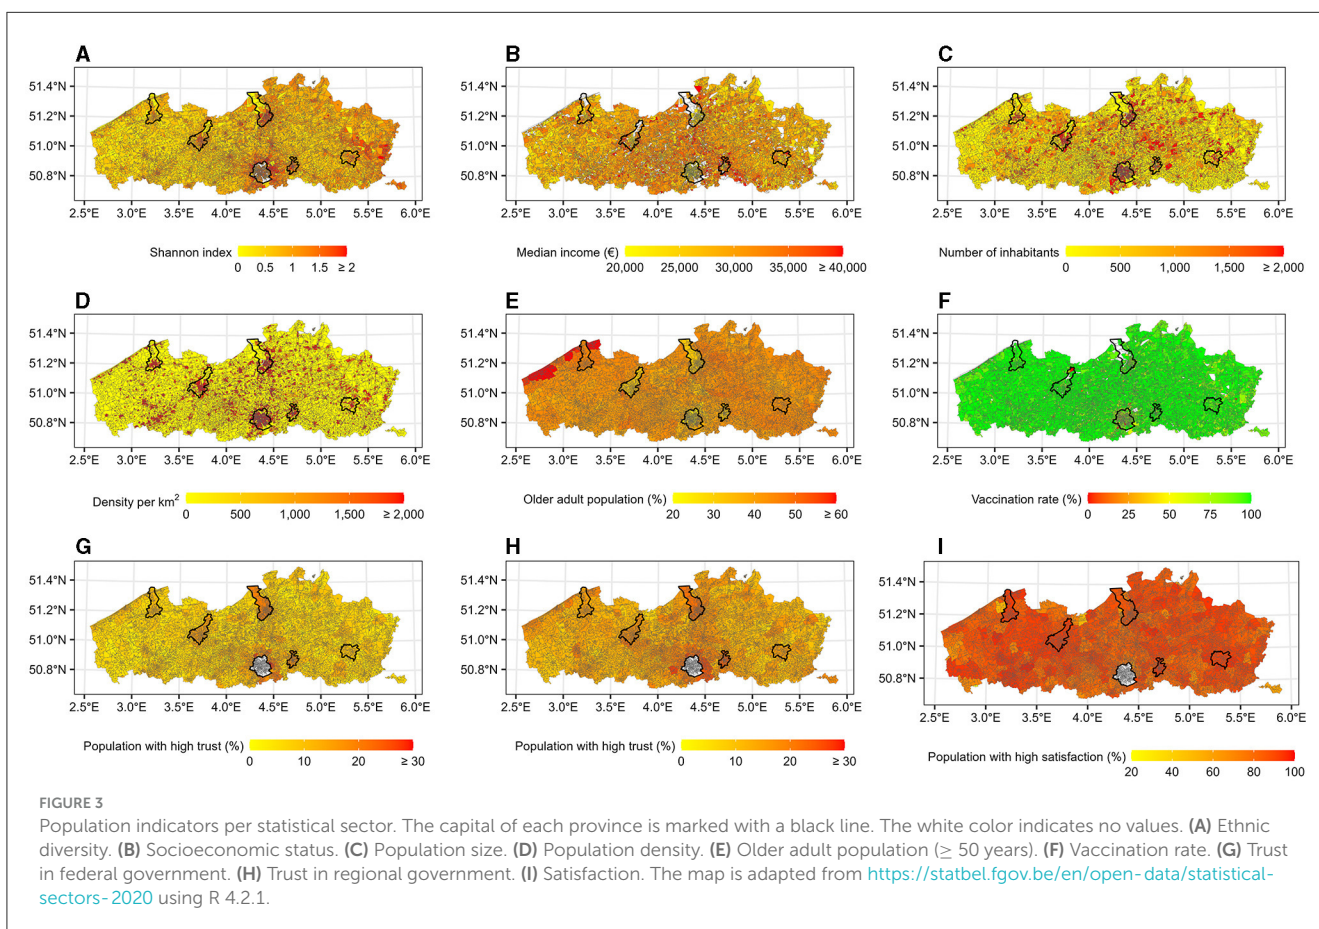 A
B
C
51.4°N
51.2°N
51.0°N
50.8°N
2.5°E 3.0°E 3.5°E 4.0°E 4.5°E 5.0°E 5.5°E 6.0°E
Shannon index
0 0.5 1 1.5 ≥ 2
51.4°N
51.2°N
51.0°N
50.8°N
2.5°E 3.0°E 3.5°E 4.0°E 4.5°E 5.0°E 5.5°E 6.0°E
Median income (€)
20,000 25,000 30,000 35,000 ≥ 40,000
51.4°N
51.2°N
51.0°N
50.8°N
2.5°E 3.0°E 3.5°E 4.0°E 4.5°E 5.0°E 5.5°E 6.0°E
Number of inhabitants
0 500 1,000 1,500 ≥ 2,000
D
E
F
51.4°N
51.2°N
51.0°N
50.8°N
2.5°E 3.0°E 3.5°E 4.0°E 4.5°E 5.0°E 5.5°E 6.0°E
Density per km²
0 500 1,000 1,500 ≥ 2,000
51.4°N
51.2°N
51.0°N
50.8°N
2.5°E 3.0°E 3.5°E 4.0°E 4.5°E 5.0°E 5.5°E 6.0°E
Older adult population (%)
20 30 40 50 ≥ 60
51.4°N
51.2°N
51.0°N
50.8°N
2.5°E 3.0°E 3.5°E 4.0°E 4.5°E 5.0°E 5.5°E 6.0°E
Vaccination rate (%)
0 25 50 75 100
G
H
I
51.4°N
51.2°N
51.0°N
50.8°N
2.5°E 3.0°E 3.5°E 4.0°E 4.5°E 5.0°E 5.5°E 6.0°E
Population with high trust (%)
0 10 20 ≥ 30
51.4°N
51.2°N
51.0°N
50.8°N
2.5°E 3.0°E 3.5°E 4.0°E 4.5°E 5.0°E 5.5°E 6.0°E
Population with high trust (%)
0 10 20 ≥ 30
51.4°N
51.2°N
51.0°N
50.8°N
2.5°E 3.0°E 3.5°E 4.0°E 4.5°E 5.0°E 5.5°E 6.0°E
Population with high satisfaction (%)
20 40 60 80 100
FIGURE 3
Population indicators per statistical sector. The capital of each province is marked with a black line. The white color indicates no values. (A) Ethnic
diversity. (B) Socioeconomic status. (C) Population size. (D) Population density. (E) Older adult population (≥ 50 years). (F) Vaccination rate. (G) Trust
in federal government. (H) Trust in regional government. (I) Satisfaction. The map is adapted from https://statbel.fgov.be/en/open-data/statistical-
sectors-2020 using R 4.2.1.